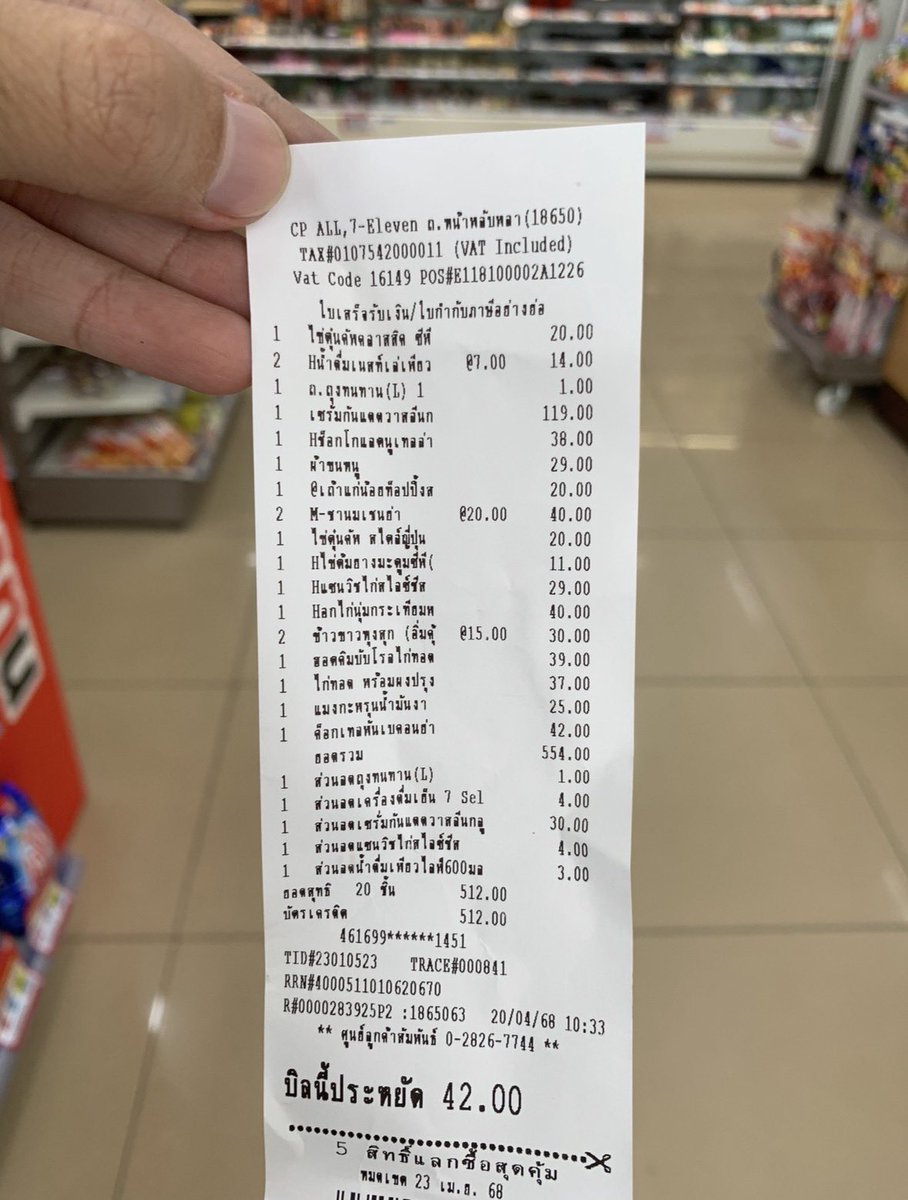 CP ALL,7-Eleven ถ.หน้าหลับพลา(18650)
TAX#0107542000011 (VAT Included)
Vat Code 16149 POS#E118100002A1226
ใบเสร็จรับเงิน/ใบกำกับภาษีอย่างย่อ
1 ไข่ตุ๋นคัพคลาสสิค ซีพี 20.00
2 Hน้ำดื่มเนสท์เล่เพียว @7.00 14.00
1 ถ.ถุงทนทาน(L) 1 1.00
1 เซรั่มกันแดดวาสลีนก 119.00
1 Hช็อกโกแลตนูเทลล่า 38.00
1 ผ้าขนหนู 29.00
1 @เถ้าแก่น้อยท็อปปิ้งส 20.00
2 M-ชานมเซนย่า @20.00 40.00
1 ไข่ตุ๋นคัพ สไตล์ญี่ปุ่น 20.00
1 Hไข่ต้มยางมะตูมซีพี( 11.00
1 Hแซนวิชไก่สไลซ์ชีส 29.00
1 Hอกไก่นุ่มกระเทียมพ 40.00
2 ข้าวขาวหุงสุก (อิ่มคุ้ @15.00 30.00
1 ฮอตคิมบับโรลไก่ทอด 39.00
1 ไก่ทอด พร้อมผงปรุง 37.00
1 แมงกะพรุนน้ำมันงา 25.00
1 ค็อกเทลพันเบคอนย่า 42.00
ยอดรวม 554.00
1 ส่วนลดถุงทนทาน(L) 1.00
1 ส่วนลดเครื่องดื่มเย็น 7 Sel 4.00
1 ส่วนลดเซรั่มกันแดดวาสลีนกลู 30.00
1 ส่วนลดแซนวิชไก่สไลซ์ชีส 4.00
1 ส่วนลดน้ำดื่มเพียวไลฟ์600มล 3.00
ยอดสุทธิ 20 ชิ้น 512.00
บัตรเครดิต 512.00
461699******1451
TID#23010523 TRACE#000841
RRN#4000511010620670
R#0000283925P2 :1865063 20/04/68 10:33
** ศูนย์ลูกค้าสัมพันธ์ 0-2826-7744 **
บิลนี้ประหยัด 42.00
5 สิทธิ์แลกซื้อสุดคุ้ม
หมดเขต 23 เม.ย. 68